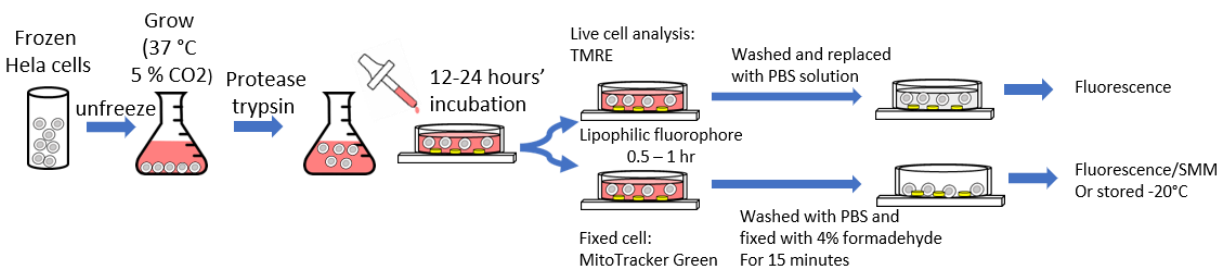 Frozen
Hela cells
unfreeze
Grow
(37 °C
5 % CO2)
Protease
trypsin
12-24 hours’
incubation
Live cell analysis:
TMRE
Lipophilic fluorophore
0.5 – 1 hr
Fixed cell:
MitoTracker Green
Washed and replaced
with PBS solution
Washed with PBS and
fixed with 4% formadehyde
For 15 minutes
Fluorescence
Fluorescence/SMM
Or stored -20°C